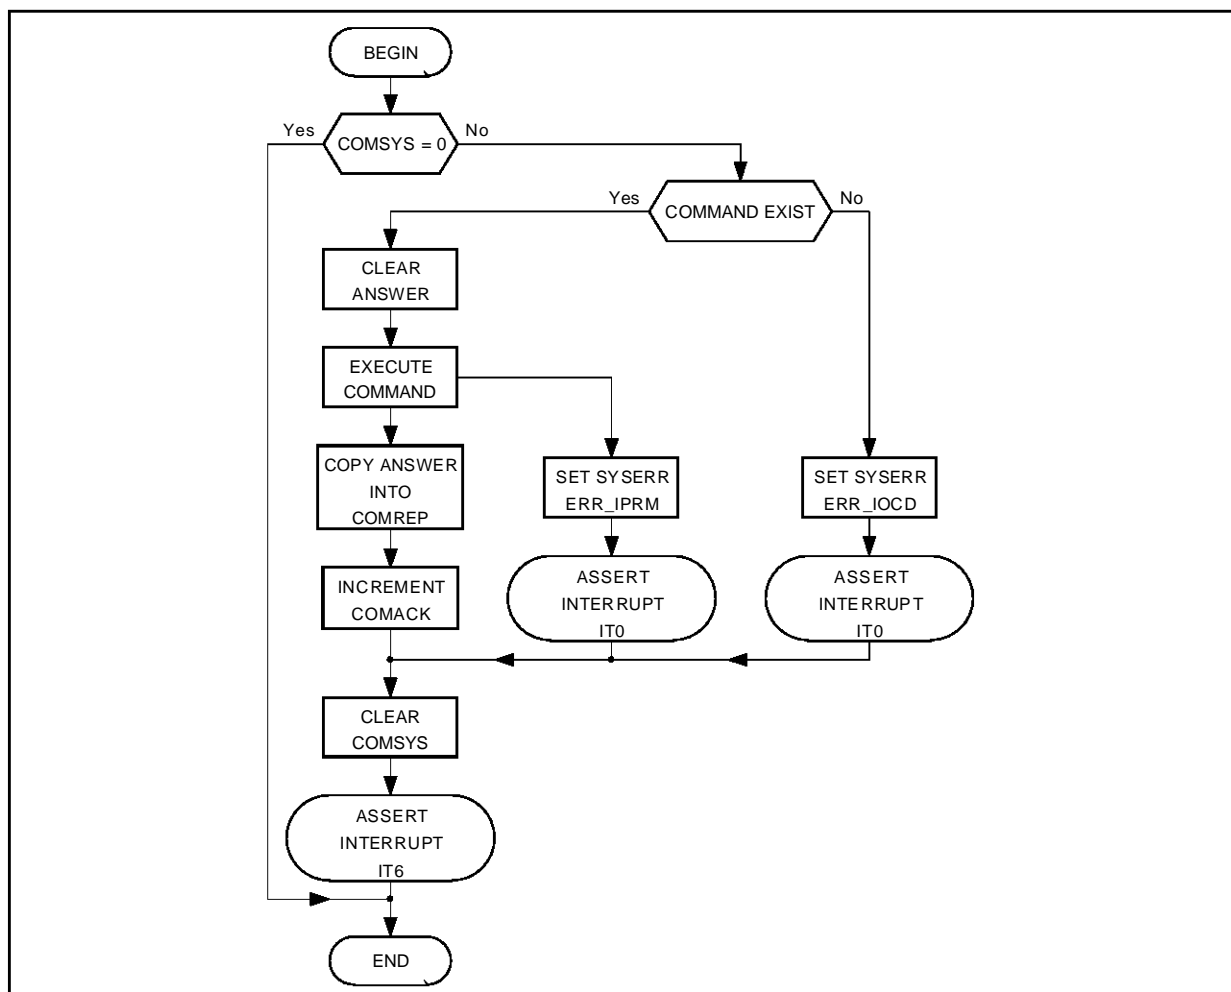 BEGIN
Yes
COMSYS = 0
No
Yes
COMMAND EXIST
No
CLEAR
ANSWER
EXECUTE
COMMAND
COPY ANSWER
INTO
COMREP
SET SYSERR
ERR_IPRM
SET SYSERR
ERR_IOCD
INCREMENT
COMACK
ASSERT
INTERRUPT
IT0
ASSERT
INTERRUPT
IT0
CLEAR
COMSYS
ASSERT
INTERRUPT
IT6
END